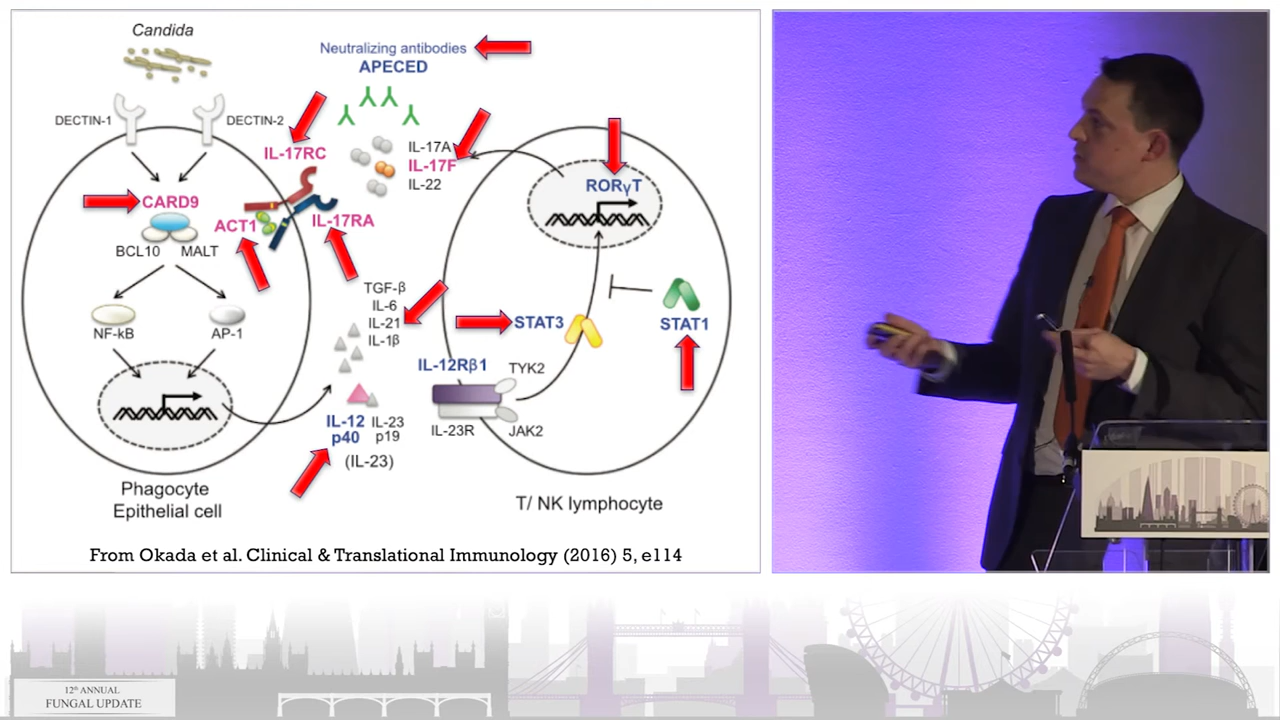 Candida
Neutralizing antibodies
APECED
DECTIN-1
DECTIN-2
IL-17RC
IL-17A
IL-17F
IL-22
RORγT
CARD9
ACT1
IL-17RA
BCL10
MALT
TGF-β
IL-6
IL-21
IL-1β
NF-kB
AP-1
STAT3
STAT1
IL-12Rβ1
TYK2
IL-12
p40
IL-23
p19
IL-23R
JAK2
(IL-23)
Phagocyte
Epithelial cell
T/ NK lymphocyte
From Okada et al. Clinical & Translational Immunology (2016) 5, e114
12th ANNUAL
FUNGAL UPDATE